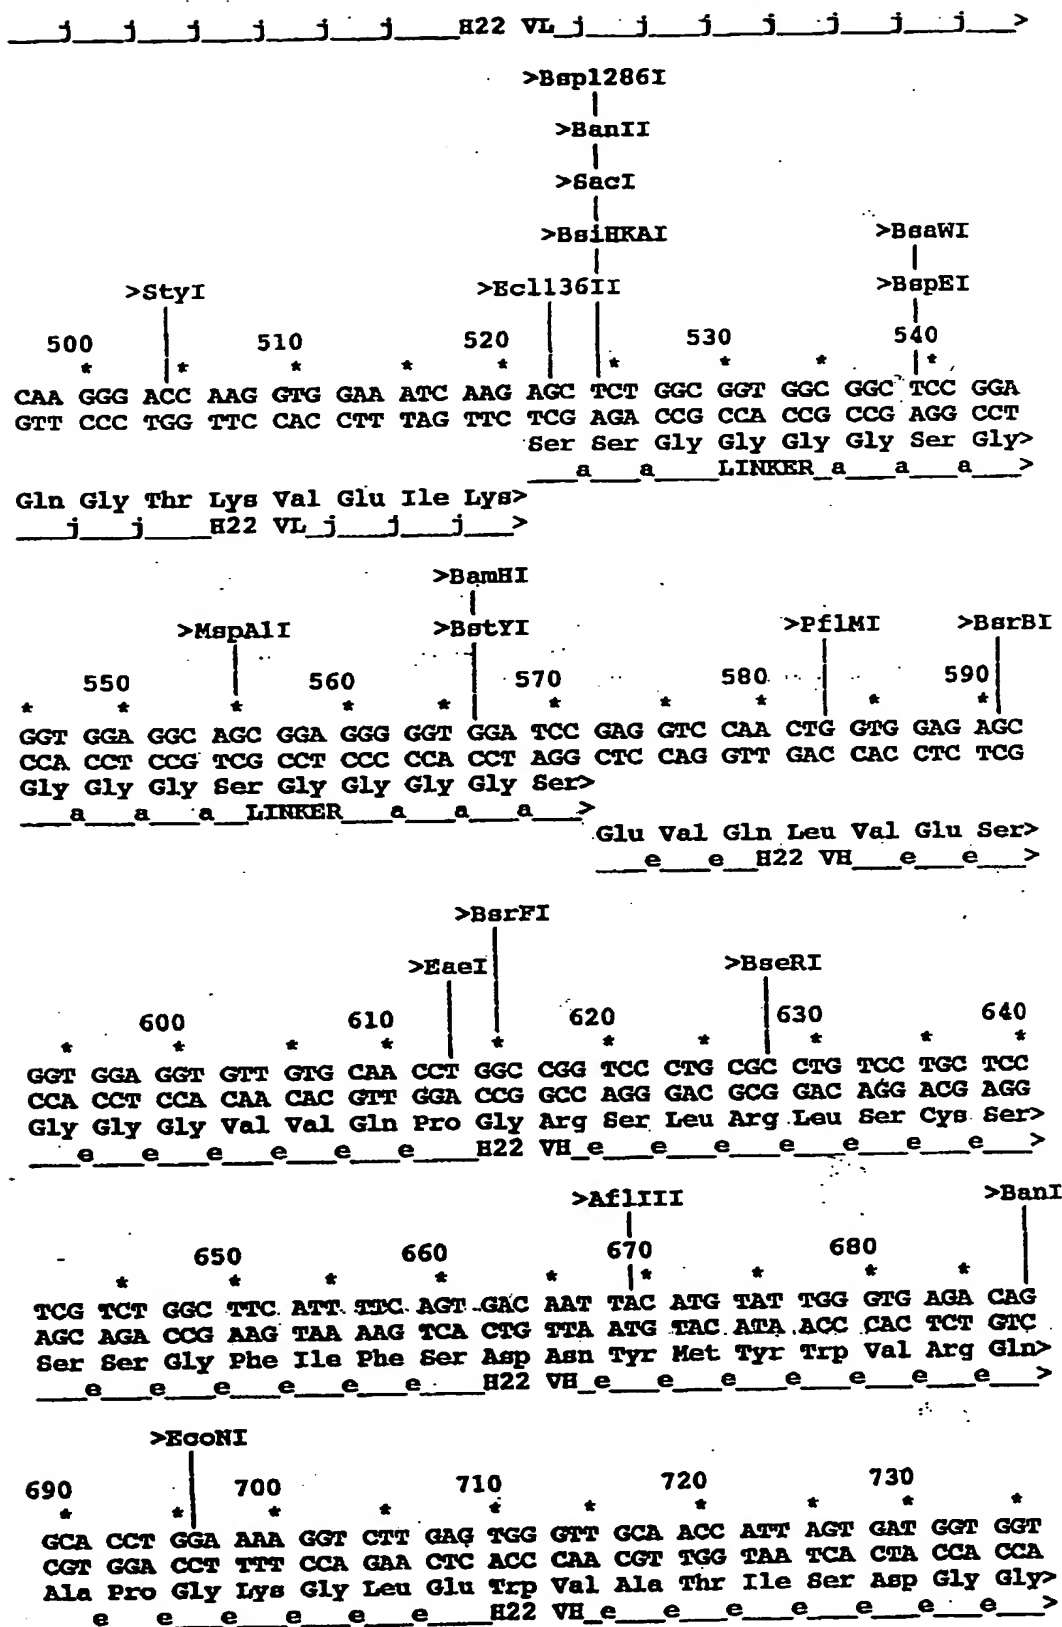 ___j___j___j___j___j___j____H22 VL_j___j___j___j___j___j___j___>
>Bsp1286I
>BanII
>SacI
>BsiHKAI >BsaWI
>StyI >Ecl136II >BspEI
500 510 520 530 540
* * * * * * * * *
CAA GGG ACC AAG GTG GAA ATC AAG AGC TCT GGC GGT GGC GGC TCC GGA
GTT CCC TGG TTC CAC CTT TAG TTC TCG AGA CCG CCA CCG CCG AGG CCT
Ser Ser Gly Gly Gly Gly Ser Gly>
___a___a____LINKER_a___a___a___>
Gln Gly Thr Lys Val Glu Ile Lys>
___j___j____H22 VL_j___j___j___>
>BamHI
>MspA1I >BstYI >PflMI >BsrBI
550 560 570 580 590
* * * * * * * * * *
GGT GGA GGC AGC GGA GGG GGT GGA TCC GAG GTC CAA CTG GTG GAG AGC
CCA CCT CCG TCG CCT CCC CCA CCT AGG CTC CAG GTT GAC CAC CTC TCG
Gly Gly Gly Ser Gly Gly Gly Gly Ser>
___a___a___a__LINKER___a___a___a___>
Glu Val Gln Leu Val Glu Ser>
___e___e__H22 VH___e___e___>
>BsrFI
>EaeI >BseRI
600 610 620 630 640
* * * * * * * * * *
GGT GGA GGT GTT GTG CAA CCT GGC CGG TCC CTG CGC CTG TCC TGC TCC
CCA CCT CCA CAA CAC GTT GGA CCG GCC AGG GAC GCG GAC AGG ACG AGG
Gly Gly Gly Val Val Gln Pro Gly Arg Ser Leu Arg Leu Ser Cys Ser>
___e___e___e___e___e___e____H22 VH_e___e___e___e___e___e___e___>
>AflIII >BanI
650 660 670 680
* * * * * * * * *
TCG TCT GGC TTC ATT TTC AGT GAC AAT TAC ATG TAT TGG GTG AGA CAG
AGC AGA CCG AAG TAA AAG TCA CTG TTA ATG TAC ATA ACC CAC TCT GTC
Ser Ser Gly Phe Ile Phe Ser Asp Asn Tyr Met Tyr Trp Val Arg Gln>
___e___e___e___e___e___e____H22 VH_e___e___e___e___e___e___e___>
>EcoNI
690 700 710 720 730
* * * * * * * * * *
GCA CCT GGA AAA GGT CTT GAG TGG GTT GCA ACC ATT AGT GAT GGT GGT
CGT GGA CCT TTT CCA GAA CTC ACC CAA CGT TGG TAA TCA CTA CCA CCA
Ala Pro Gly Lys Gly Leu Glu Trp Val Ala Thr Ile Ser Asp Gly Gly>
___e___e___e___e___e___e____H22 VH_e___e___e___e___e___e___e___>